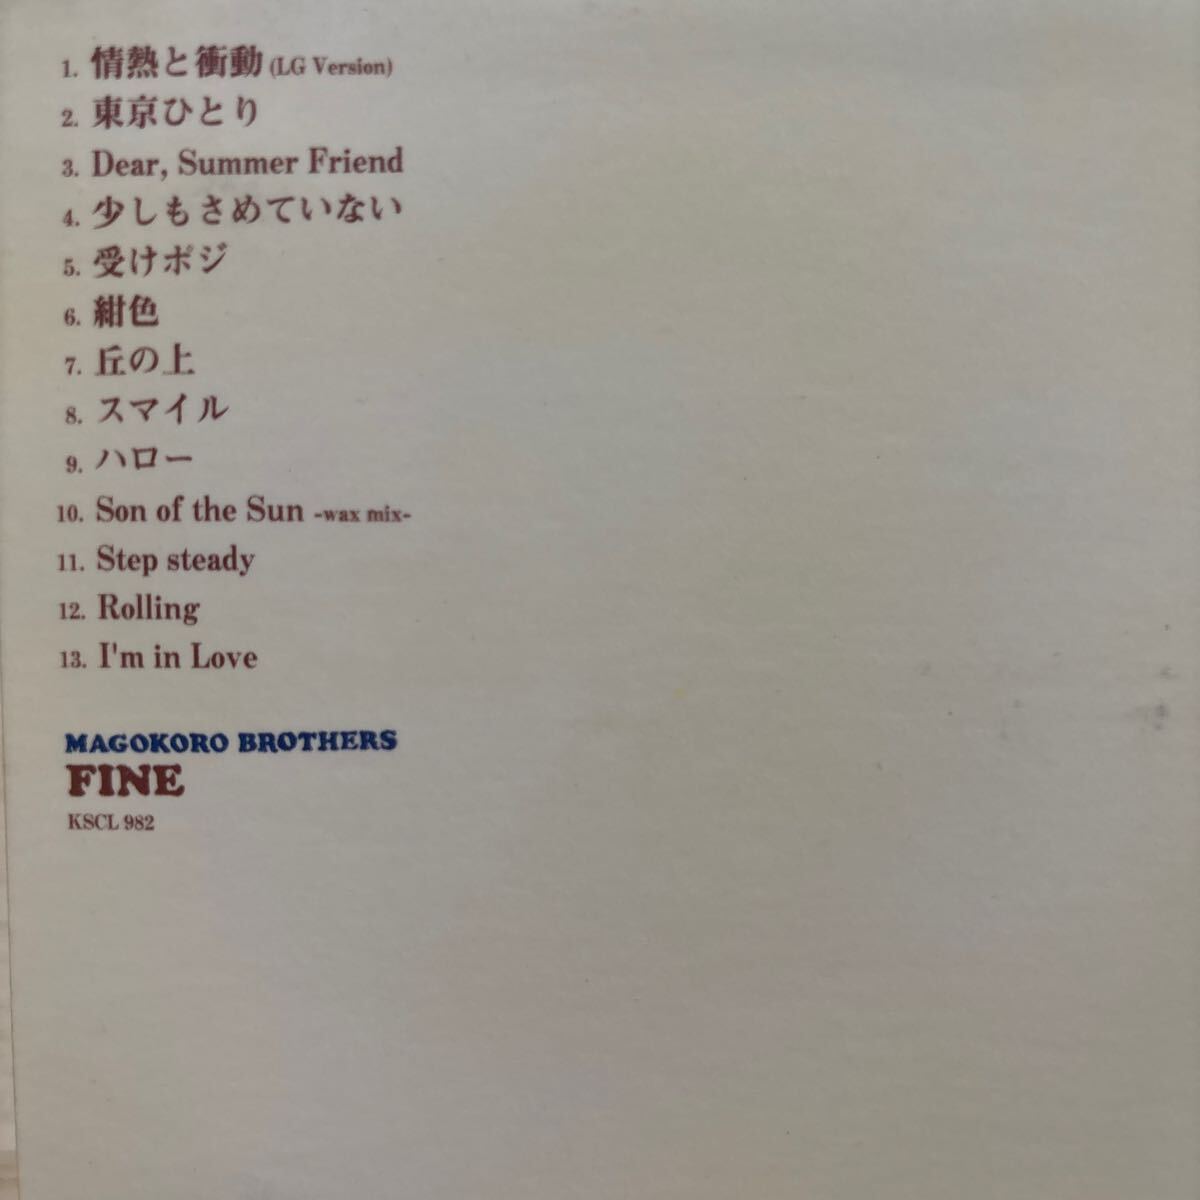 1. 情熱と衝動 (LG Version)
2. 東京ひとり
3. Dear, Summer Friend
4. 少しもさめていない
5. 受けポジ
6. 紺色
7. 丘の上
8. スマイル
9. ハロー
10. Son of the Sun -wax mix-
11. Step steady
12. Rolling
13. I'm in Love
MAGOKORO BROTHERS
FINE
KSCL 982